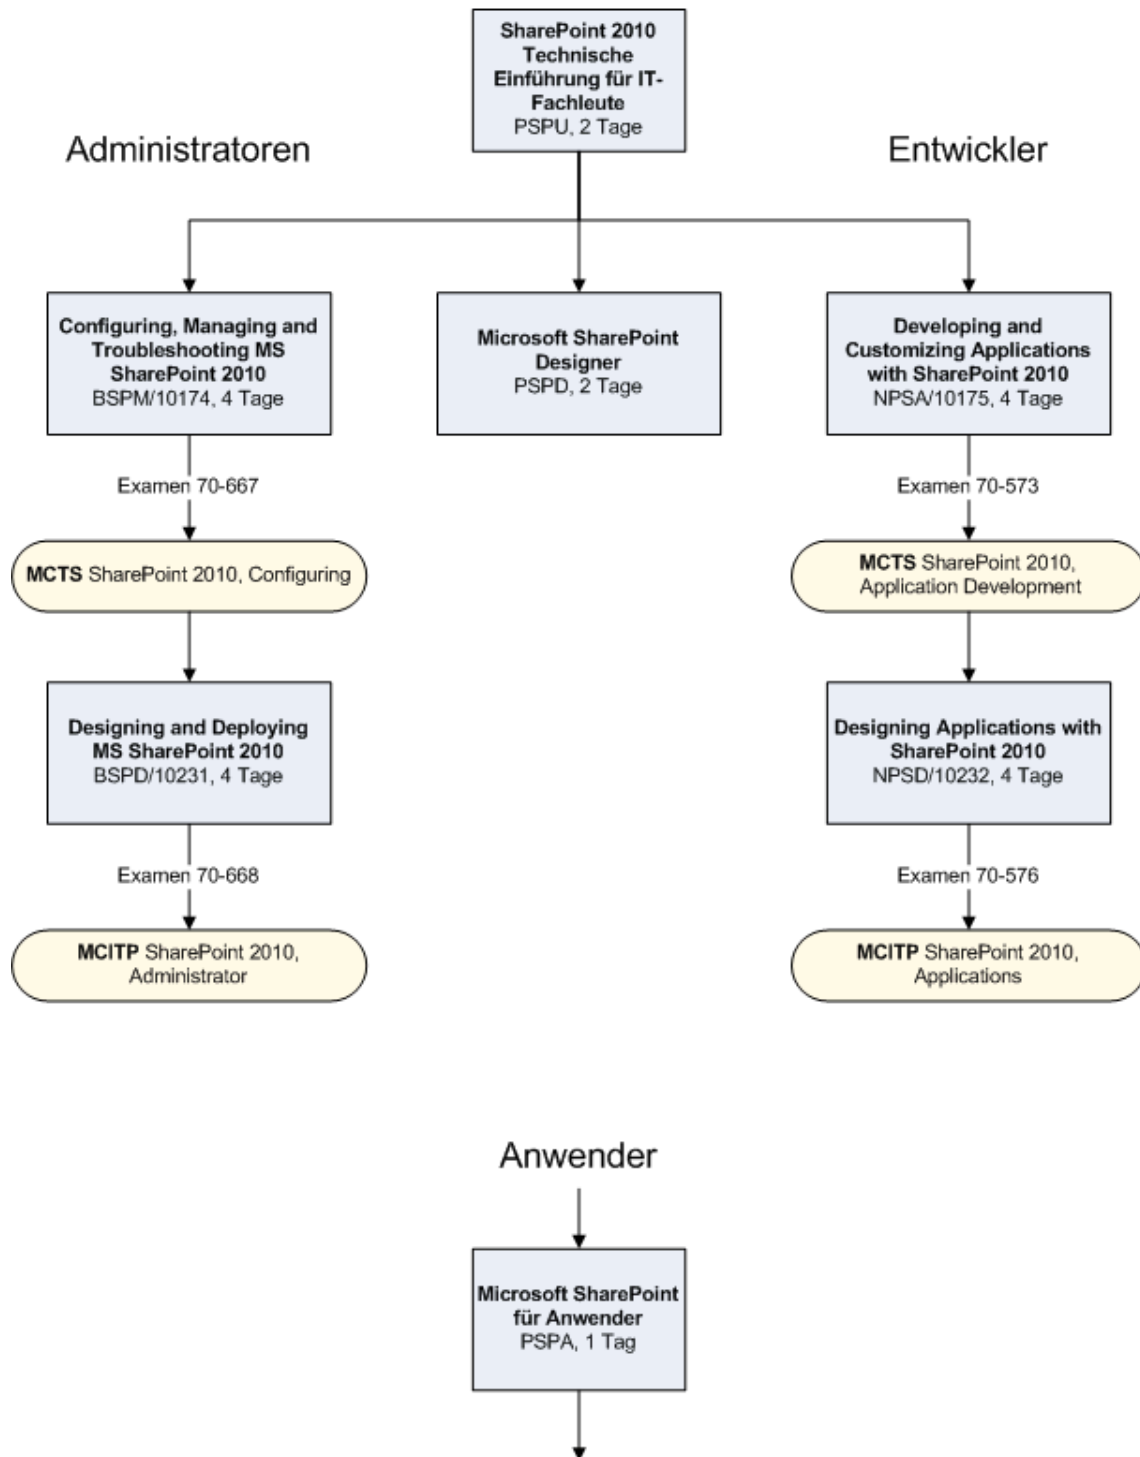 SharePoint 2010
Technische
Einführung für IT-
Fachleute
PSPU, 2 Tage
Administratoren
Entwickler
Configuring, Managing and
Troubleshooting MS
SharePoint 2010
BSPM/10174, 4 Tage
Microsoft SharePoint
Designer
PSPD, 2 Tage
Developing and
Customizing Applications
with SharePoint 2010
NPSA/10175, 4 Tage
Examen 70-667
Examen 70-573
MCTS SharePoint 2010, Configuring
MCTS SharePoint 2010,
Application Development
Designing and Deploying
MS SharePoint 2010
BSPD/10231, 4 Tage
Designing Applications with
SharePoint 2010
NPSD/10232, 4 Tage
Examen 70-668
Examen 70-576
MCITP SharePoint 2010,
Administrator
MCITP SharePoint 2010,
Applications
Anwender
Microsoft SharePoint
für Anwender
PSPA, 1 Tag